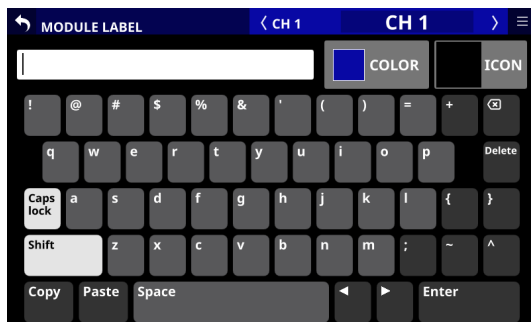 MODULE LABEL
CH 1
CH 1
COLOR
ICON
! @ # $ % & ' ( ) = +
q w e r t y u i o p Delete
Caps lock a s d f g h j k l { }
Shift z x c v b n m ; ~ ^
Copy Paste Space Enter